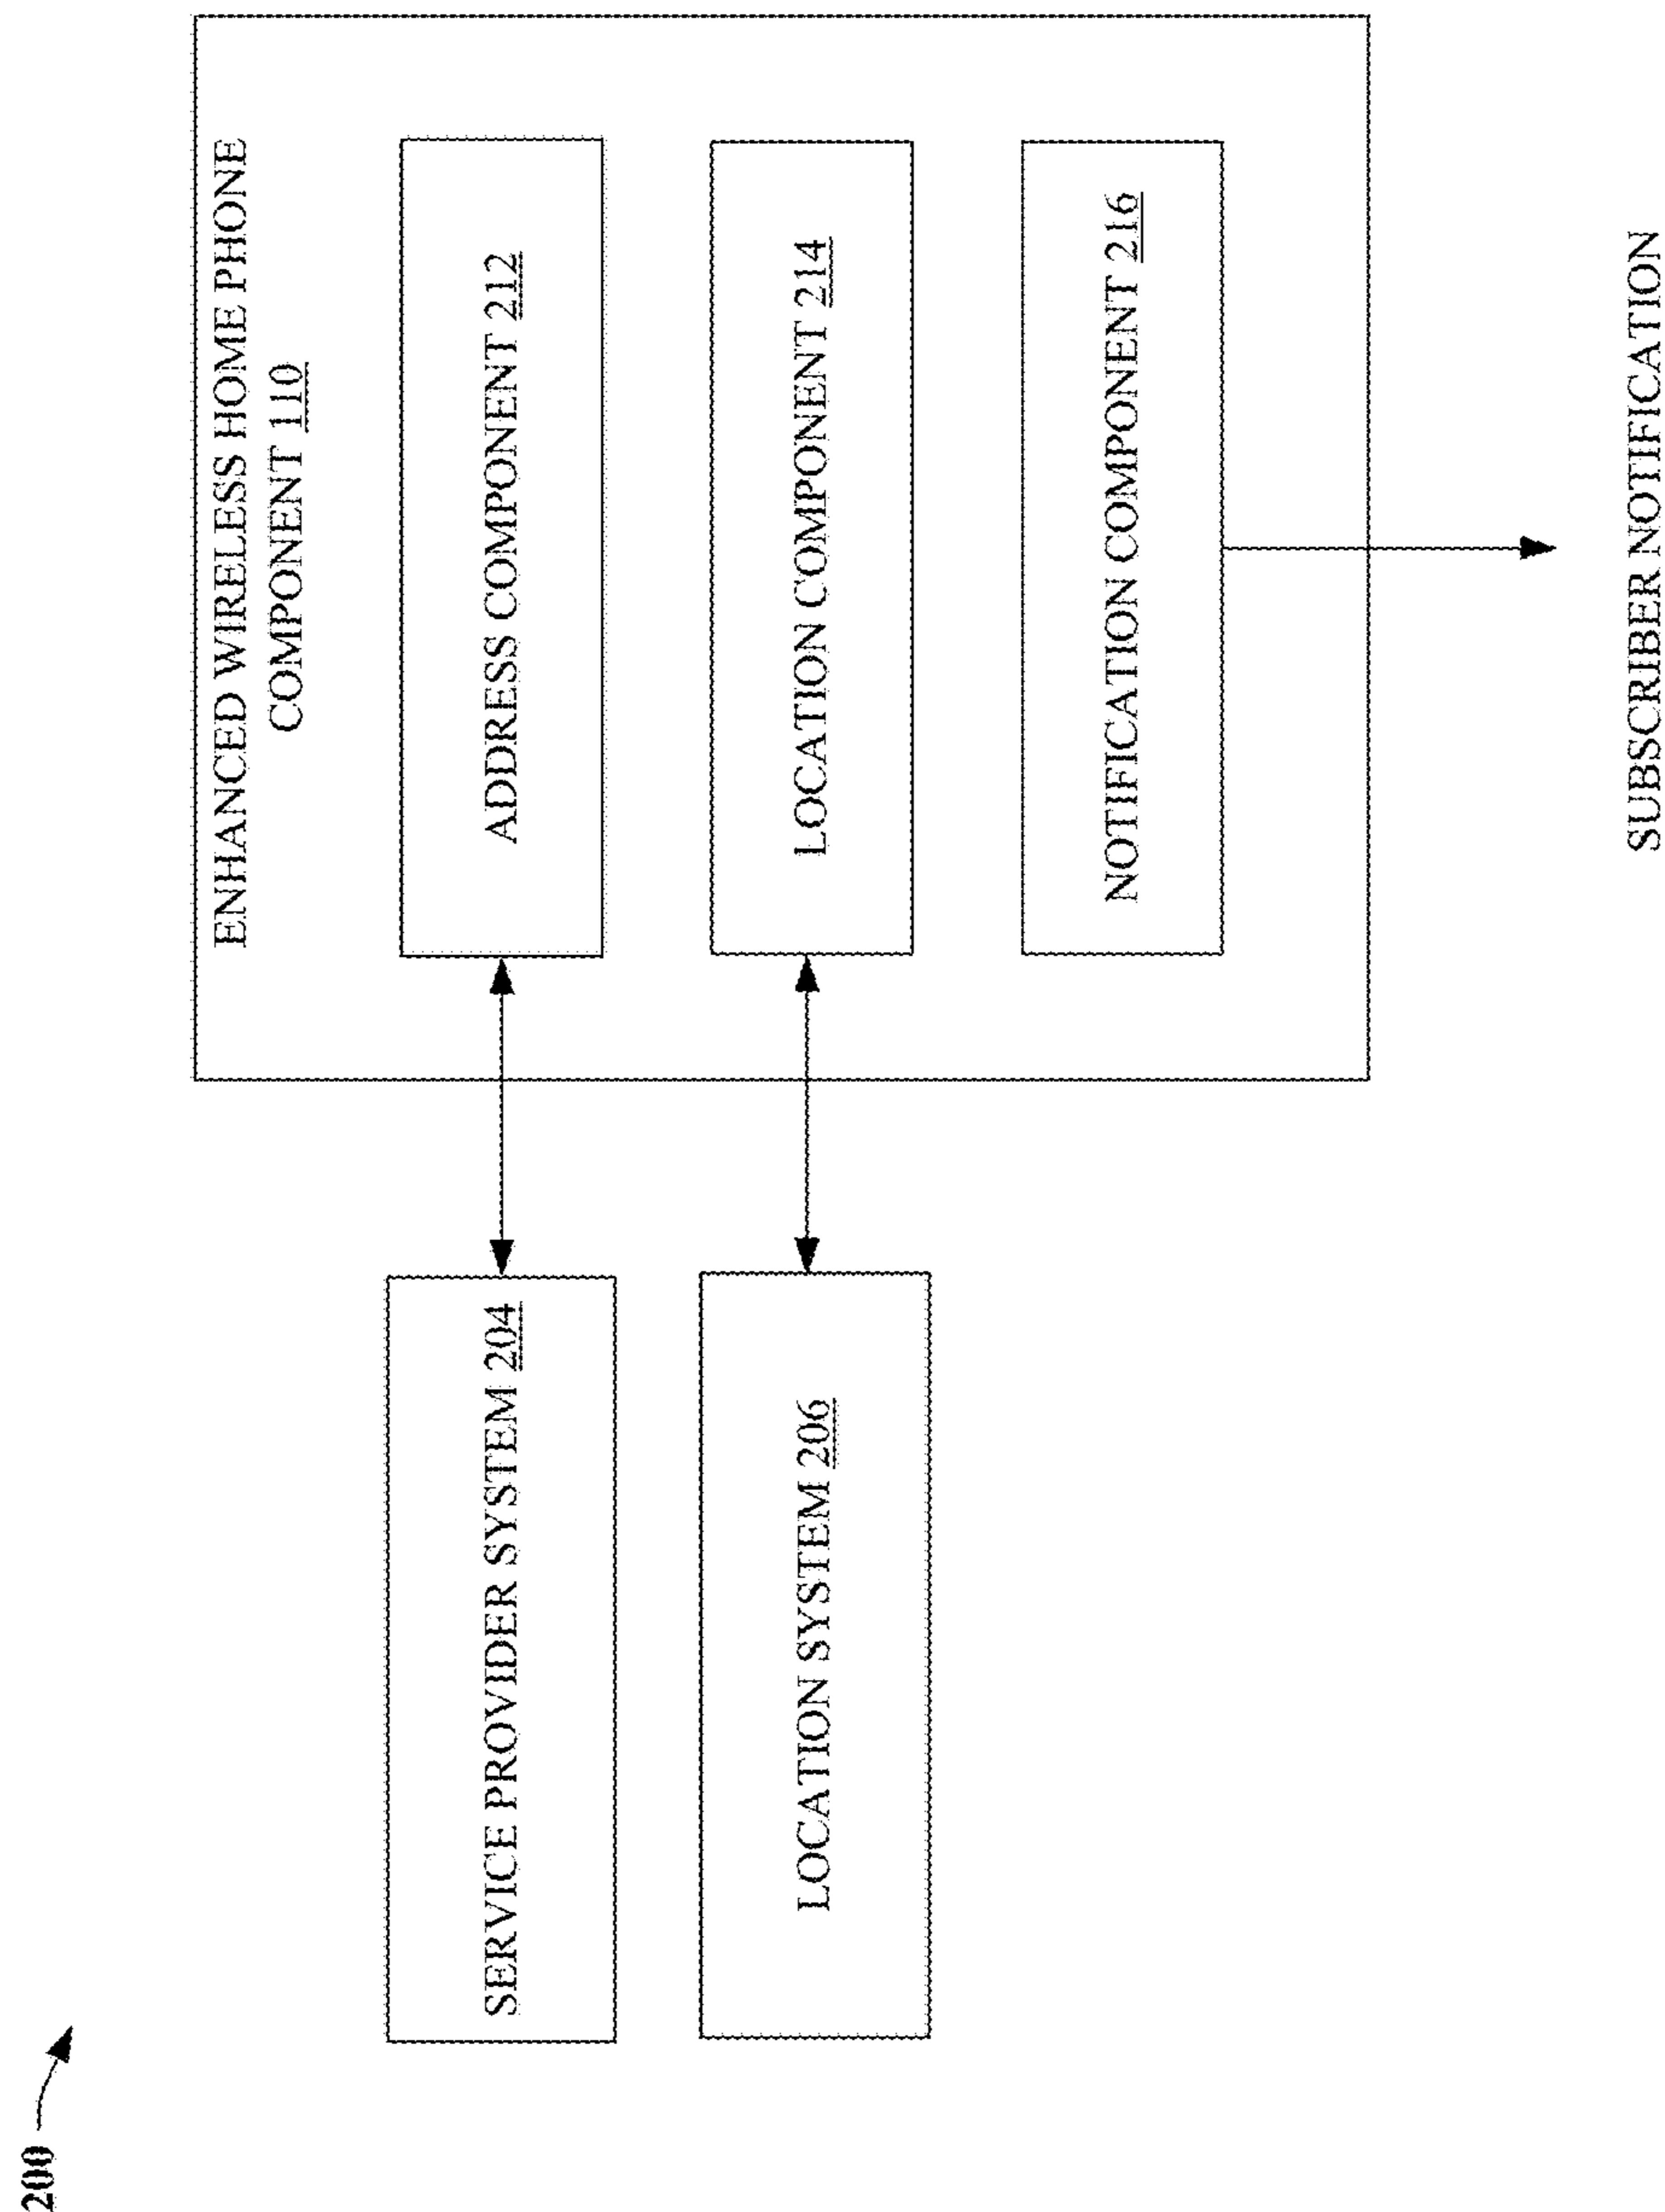 200
ENHANCED WIRELESS HOME PHONE
COMPONENT 110
SERVICE PROVIDER SYSTEM 204
ADDRESS COMPONENT 212
LOCATION SYSTEM 206
LOCATION COMPONENT 214
NOTIFICATION COMPONENT 216
SUBSCRIBER NOTIFICATION